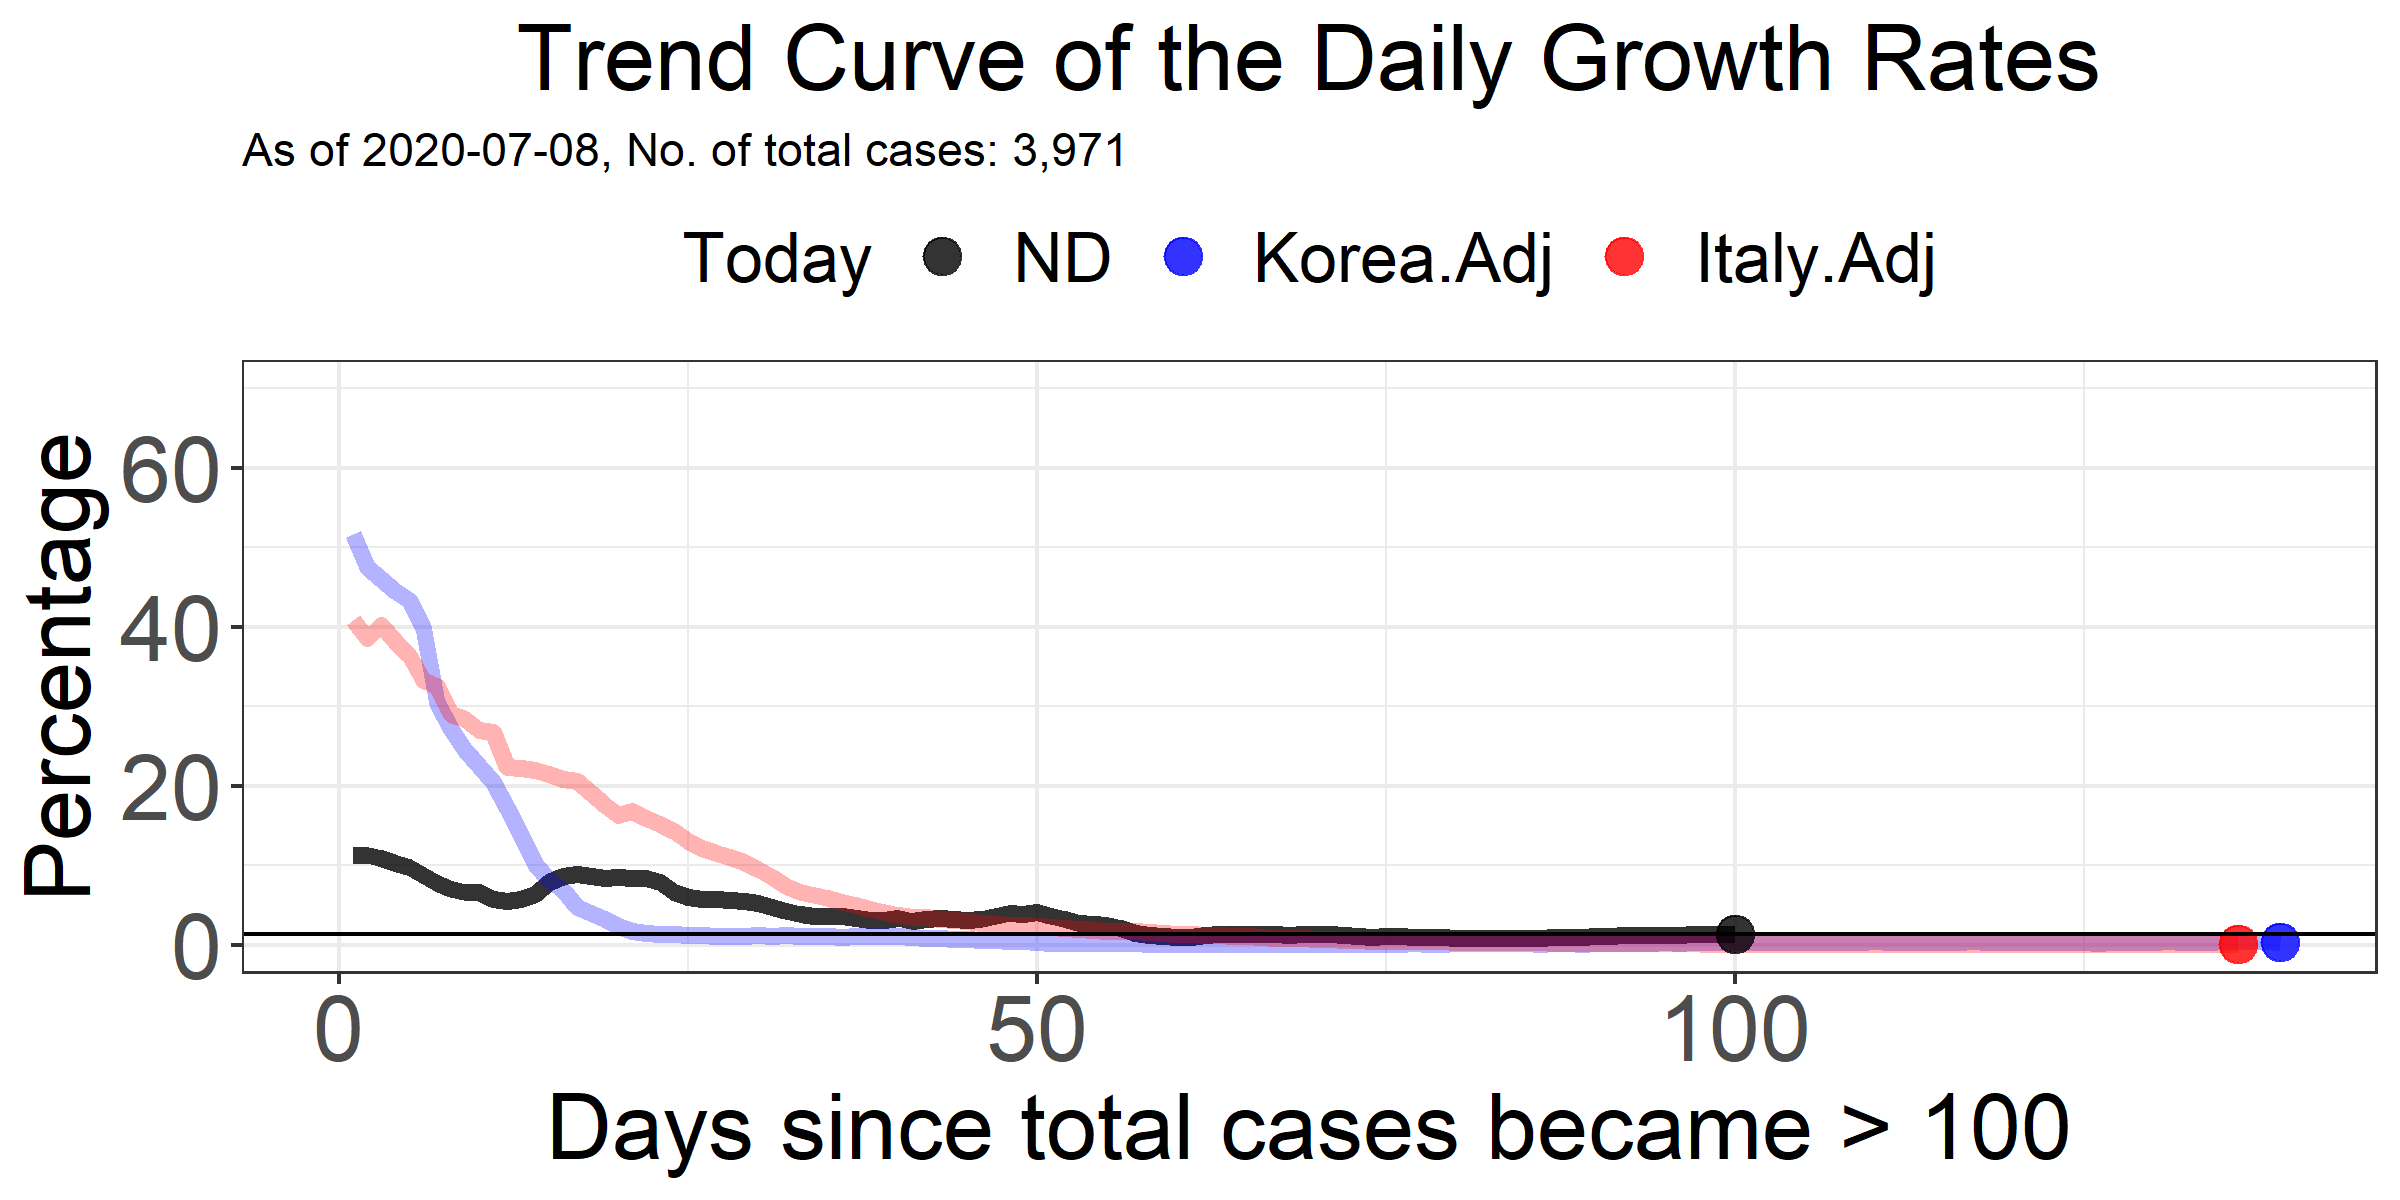 Trend Curve of the Daily Growth Rates
As of 2020-07-08, No. of total cases: 3,971
Today ND Korea.Adj Italy.Adj
Percentage
60
40
20
0
0 50 100
Days since total cases became > 100